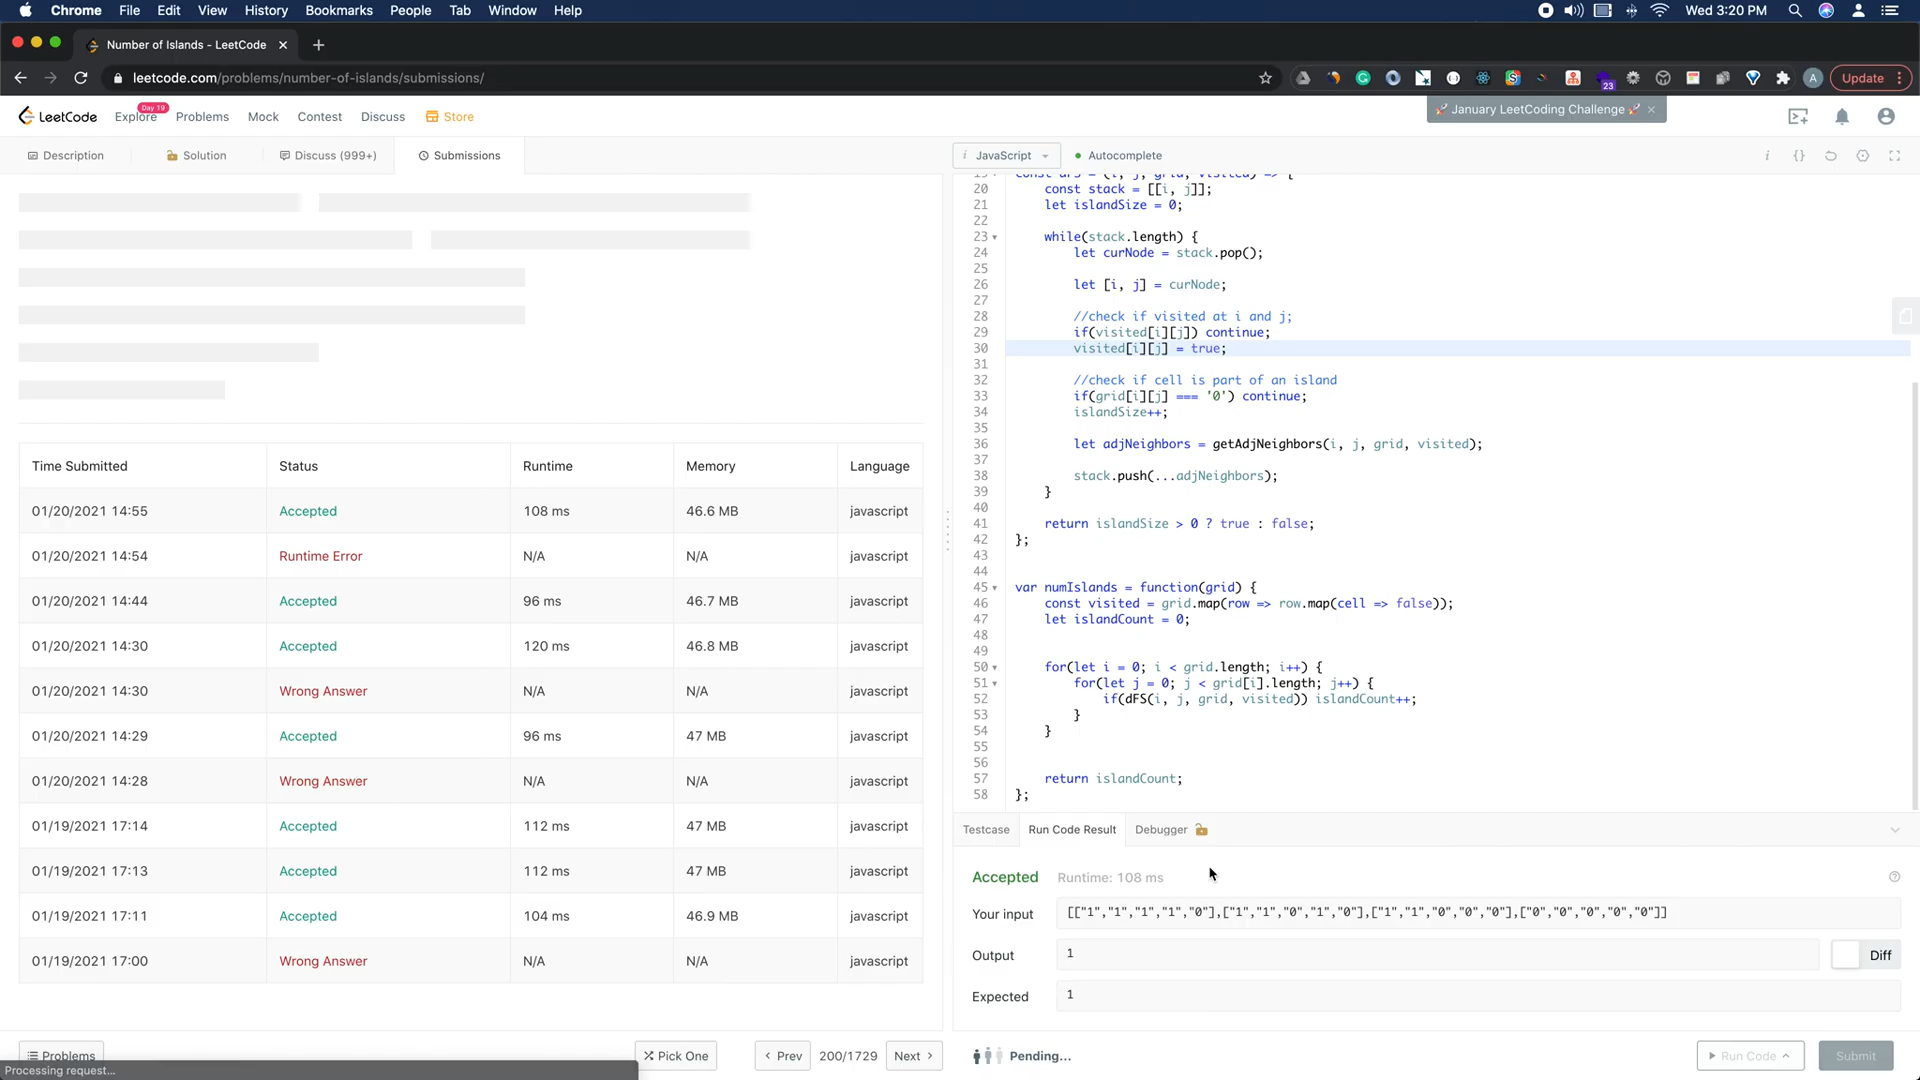 Chrome File Edit View History Bookmarks People Tab Window Help Wed 3:20 PM
Number of Islands - LeetCode
leetcode.com/problems/number-of-islands/submissions/ 23 A Update
LeetCode Explore Day 19 Problems Mock Contest Discuss Store 🚀 January LeetCoding Challenge 🚀 ×
Description Solution Discuss (999+) Submissions
i JavaScript Autocomplete i {}
20 const stack = [[i, j]];
21 let islandSize = 0;
22
23 while(stack.length) {
24 let curNode = stack.pop();
25
26 let [i, j] = curNode;
27
28 //check if visited at i and j;
29 if(visited[i][j]) continue;
30 visited[i][j] = true;
31
32 //check if cell is part of an island
33 if(grid[i][j] === '0') continue;
34 islandSize++;
35
36 let adjNeighbors = getAdjNeighbors(i, j, grid, visited);
37
38 stack.push(...adjNeighbors);
39 }
40
41 return islandSize > 0 ? true : false;
42 };
43
44
45 var numIslands = function(grid) {
46 const visited = grid.map(row => row.map(cell => false));
47 let islandCount = 0;
48
49
50 for(let i = 0; i < grid.length; i++) {
51 for(let j = 0; j < grid[i].length; j++) {
52 if(dFS(i, j, grid, visited)) islandCount++;
53 }
54 }
55
56
57 return islandCount;
58 };
Time Submitted Status Runtime Memory Language
01/20/2021 14:55 Accepted 108 ms 46.6 MB javascript
01/20/2021 14:54 Runtime Error N/A N/A javascript
01/20/2021 14:44 Accepted 96 ms 46.7 MB javascript
01/20/2021 14:30 Accepted 120 ms 46.8 MB javascript
01/20/2021 14:30 Wrong Answer N/A N/A javascript
01/20/2021 14:29 Accepted 96 ms 47 MB javascript
01/20/2021 14:28 Wrong Answer N/A N/A javascript
01/19/2021 17:14 Accepted 112 ms 47 MB javascript
01/19/2021 17:13 Accepted 112 ms 47 MB javascript
01/19/2021 17:11 Accepted 104 ms 46.9 MB javascript
01/19/2021 17:00 Wrong Answer N/A N/A javascript
Testcase Run Code Result Debugger
Accepted Runtime: 108 ms
Your input [["1","1","1","1","0"],["1","1","0","1","0"],["1","1","0","0","0"],["0","0","0","0","0"]]
Output 1 Diff
Expected 1
Problems Pick One Prev 200/1729 Next Pending... Run Code Submit
Processing request...